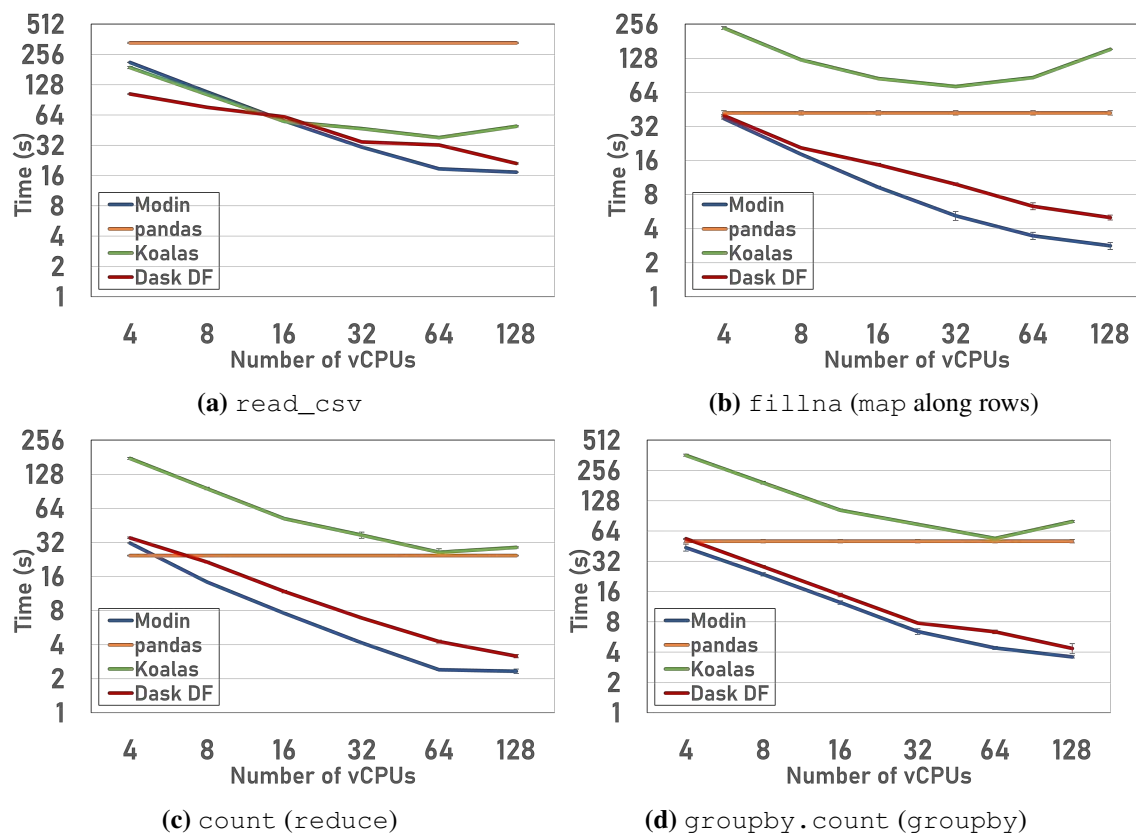 512
256
128
64
32
16
8
4
2
1
Time (s)
Modin
pandas
Koalas
Dask DF
4 8 16 32 64 128
Number of vCPUs
(a) read_csv
256
128
64
32
16
8
4
2
1
Time (s)
Modin
pandas
Koalas
Dask DF
4 8 16 32 64 128
Number of vCPUs
(b) fillna (map along rows)
256
128
64
32
16
8
4
2
1
Time (s)
Modin
pandas
Koalas
Dask DF
4 8 16 32 64 128
Number of vCPUs
(c) count (reduce)
512
256
128
64
32
16
8
4
2
1
Time (s)
Modin
pandas
Koalas
Dask DF
4 8 16 32 64 128
Number of vCPUs
(d) groupby.count (groupby)